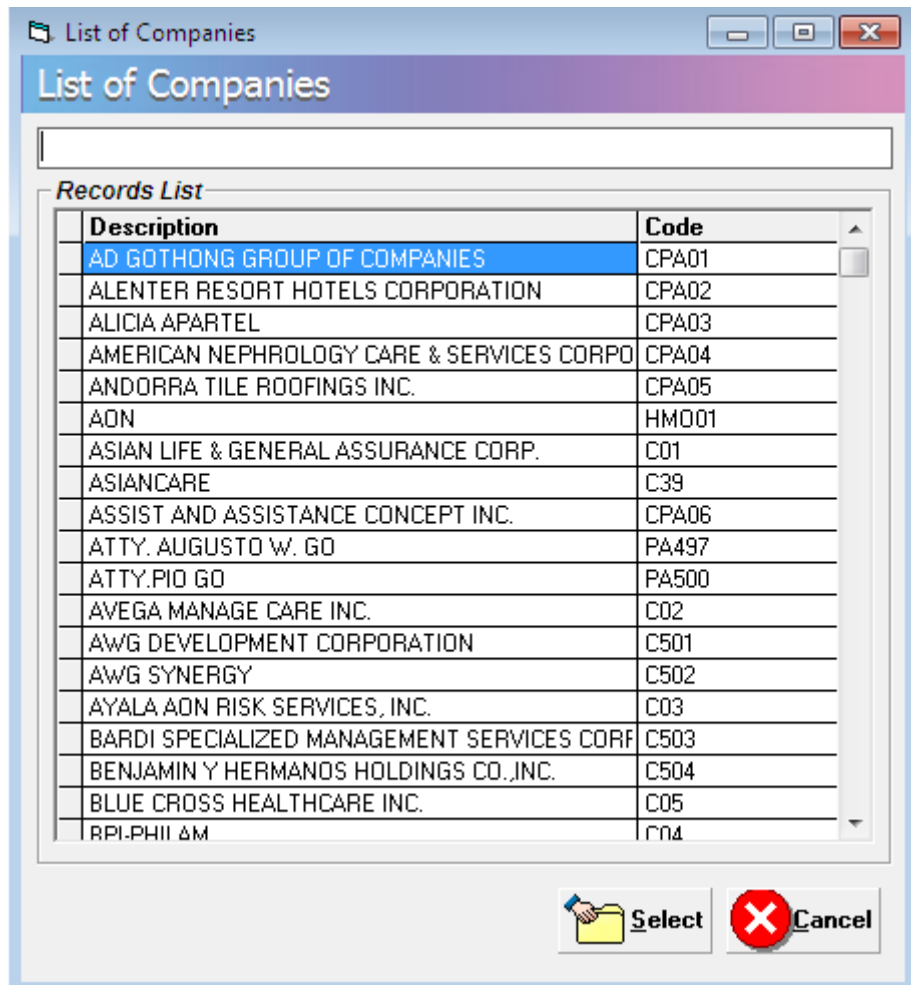 List of Companies
List of Companies
Records List
Description Code
AD GOTHONG GROUP OF COMPANIES CPA01
ALENTER RESORT HOTELS CORPORATION CPA02
ALICIA APARTEL CPA03
AMERICAN NEPHROLOGY CARE & SERVICES CORPO CPA04
ANDORRA TILE ROOFINGS INC. CPA05
AON HMO01
ASIAN LIFE & GENERAL ASSURANCE CORP. C01
ASIANCARE C39
ASSIST AND ASSISTANCE CONCEPT INC. CPA06
ATTY. AUGUSTO W. GO PA497
ATTY.PIO GO PA500
AVEGA MANAGE CARE INC. C02
AWG DEVELOPMENT CORPORATION C501
AWG SYNERGY C502
AYALA AON RISK SERVICES, INC. C03
BARDI SPECIALIZED MANAGEMENT SERVICES CORP C503
BENJAMIN Y HERMANOS HOLDINGS CO.,INC. C504
BLUE CROSS HEALTHCARE INC. C05
BPI-PHILAM C04
Select Cancel